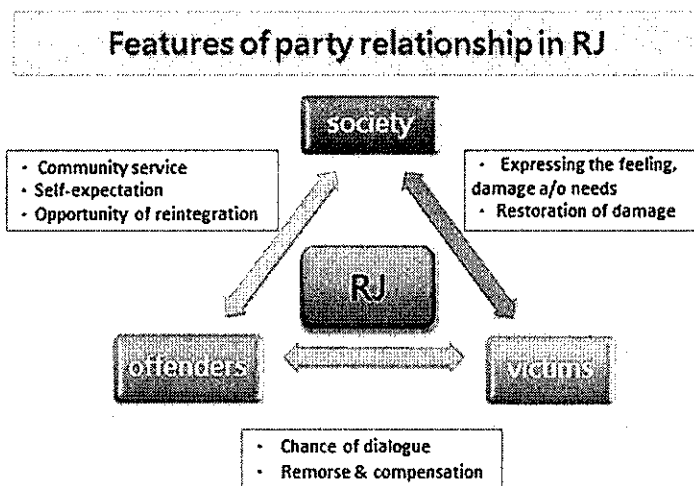 Features of party relationship in RJ
society
• Community service
• Self-expectation
• Opportunity of reintegration
• Expressing the feeling,
damage a/o needs
• Restoration of damage
RJ
offenders
victims
• Chance of dialogue
• Remorse & compensation